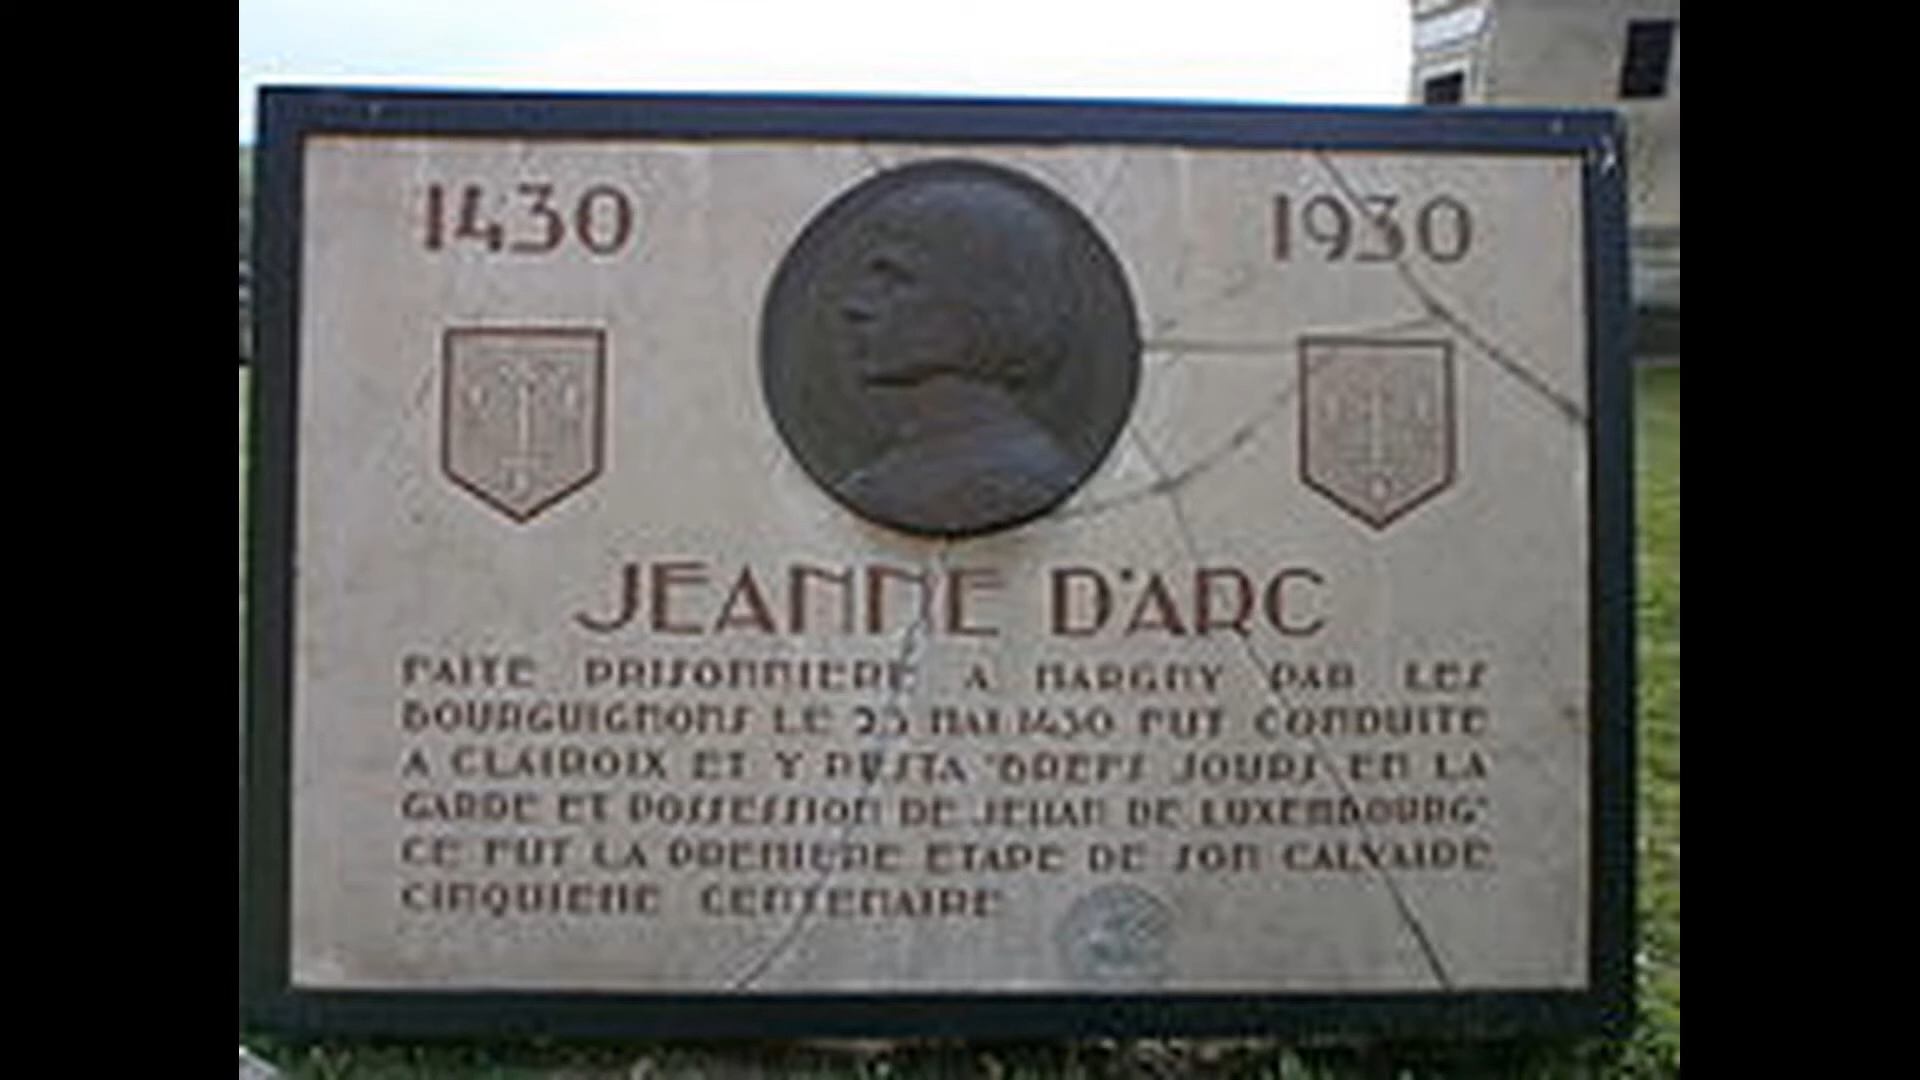 1430 1930
JEANNE D'ARC
FAITE PRISONNIERE A MARGNY PAR LES
BOURGUIGNONS LE 23 MAI 1430 FUT CONDUITE
A CLAIROIX ET Y RESTA "BREFS JOURS EN LA
GARDE ET POSSESSION DE JEHAN DE LUXEMBOURG"
CE FUT LA PREMIERE ETAPE DE SON CALVAIRE
CINQUIEME CENTENAIRE